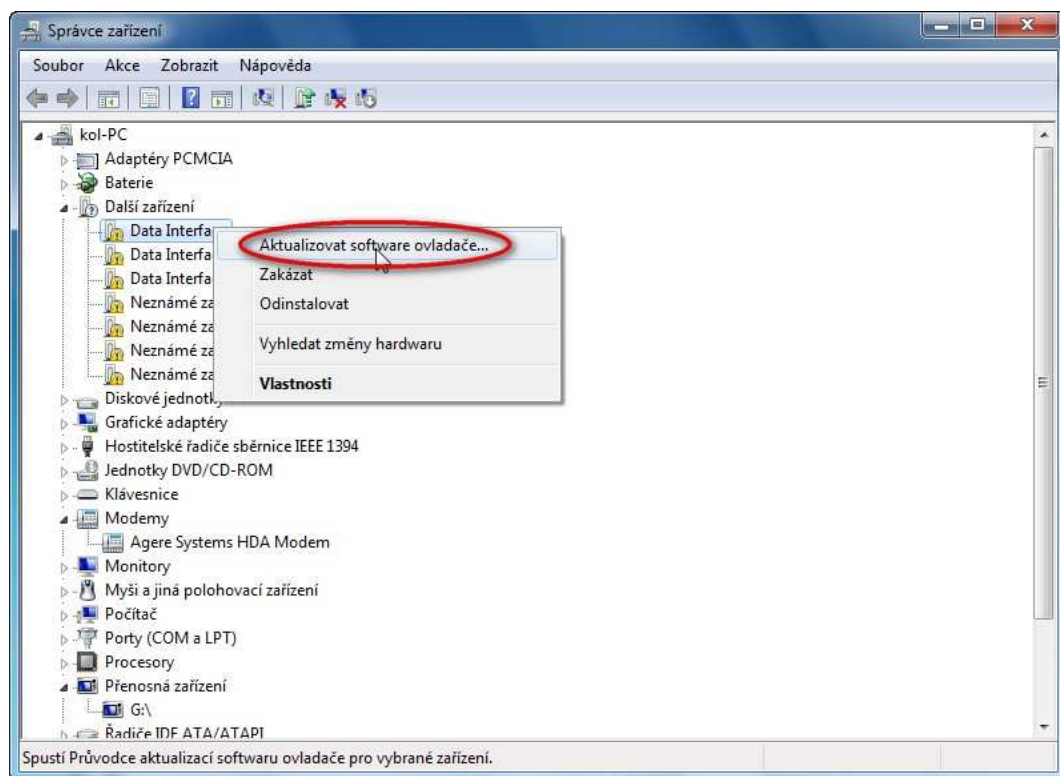 Správce zařízení
Soubor Akce Zobrazit Nápověda
kol-PC
Adaptéry PCMCIA
Baterie
Další zařízení
Data Interfa
Data Interfa
Data Interfa
Neznámé za
Neznámé za
Neznámé za
Neznámé za
Aktualizovat software ovladače...
Zakázat
Odinstalovat
Vyhledat změny hardwaru
Vlastnosti
Diskové jednotky
Grafické adaptéry
Hostitelské řadiče sběrnice IEEE 1394
Jednotky DVD/CD-ROM
Klávesnice
Modemy
Agere Systems HDA Modem
Monitory
Myši a jiná polohovací zařízení
Počítač
Porty (COM a LPT)
Procesory
Přenosná zařízení
G:\
Řadiče IDE ATA/ATAPI
Spustí Průvodce aktualizací softwaru ovladače pro vybrané zařízení.